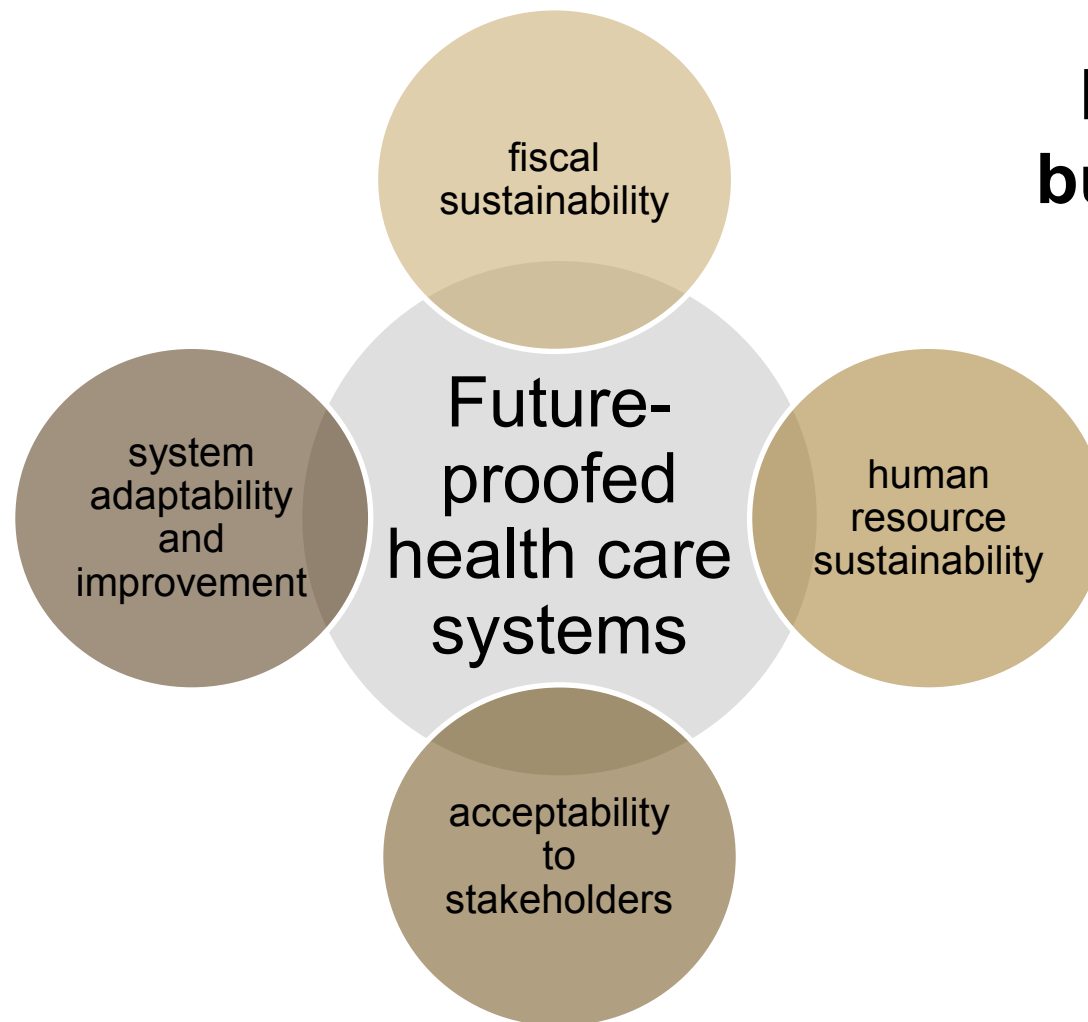 fiscal
sustainability
Future-
proofed
health care
systems
system
adaptability
and
improvement
human
resource
sustainability
acceptability
to
stakeholders